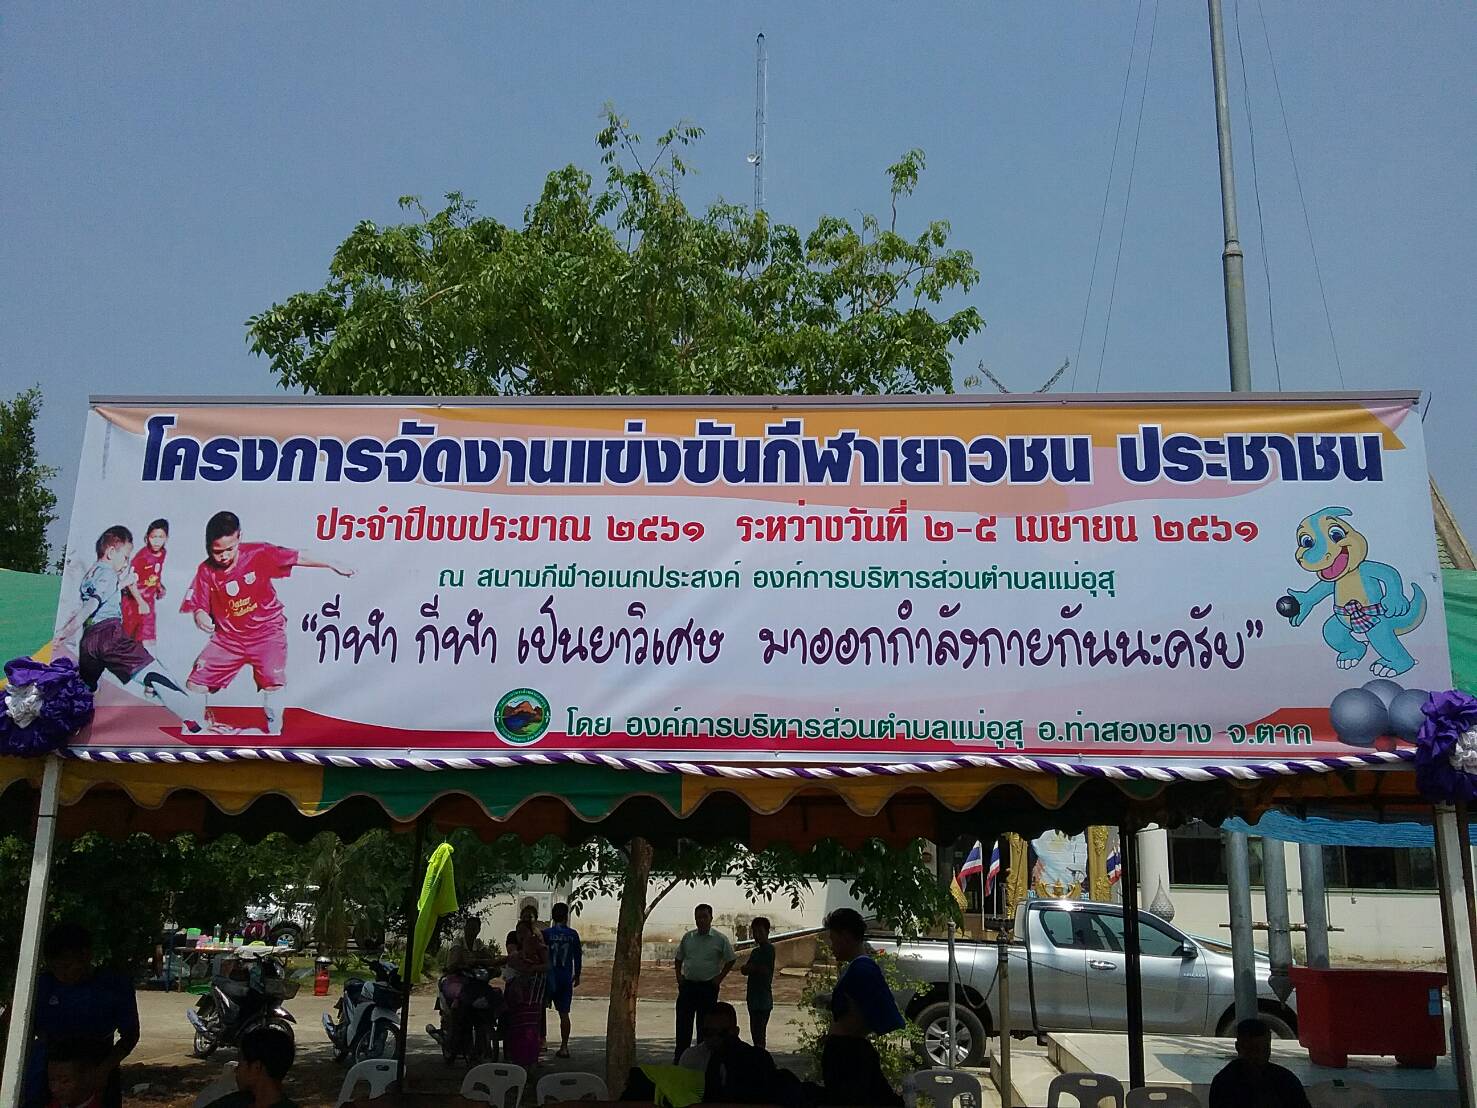 โครงการจัดงานแข่งขันกีฬาเยาวชน ประชาชน
ประจำปีงบประมาณ ๒๕๖๑ ระหว่างวันที่ ๒-๕ เมษายน ๒๕๖๑
ณ สนามกีฬาอเนกประสงค์ องค์การบริหารส่วนตำบลแม่อุสุ
“กีฬา กีฬา เป็นยาวิเศษ มาออกกำลังกายกันนะครับ”
โดย องค์การบริหารส่วนตำบลแม่อุสุ อ.ท่าสองยาง จ.ตาก